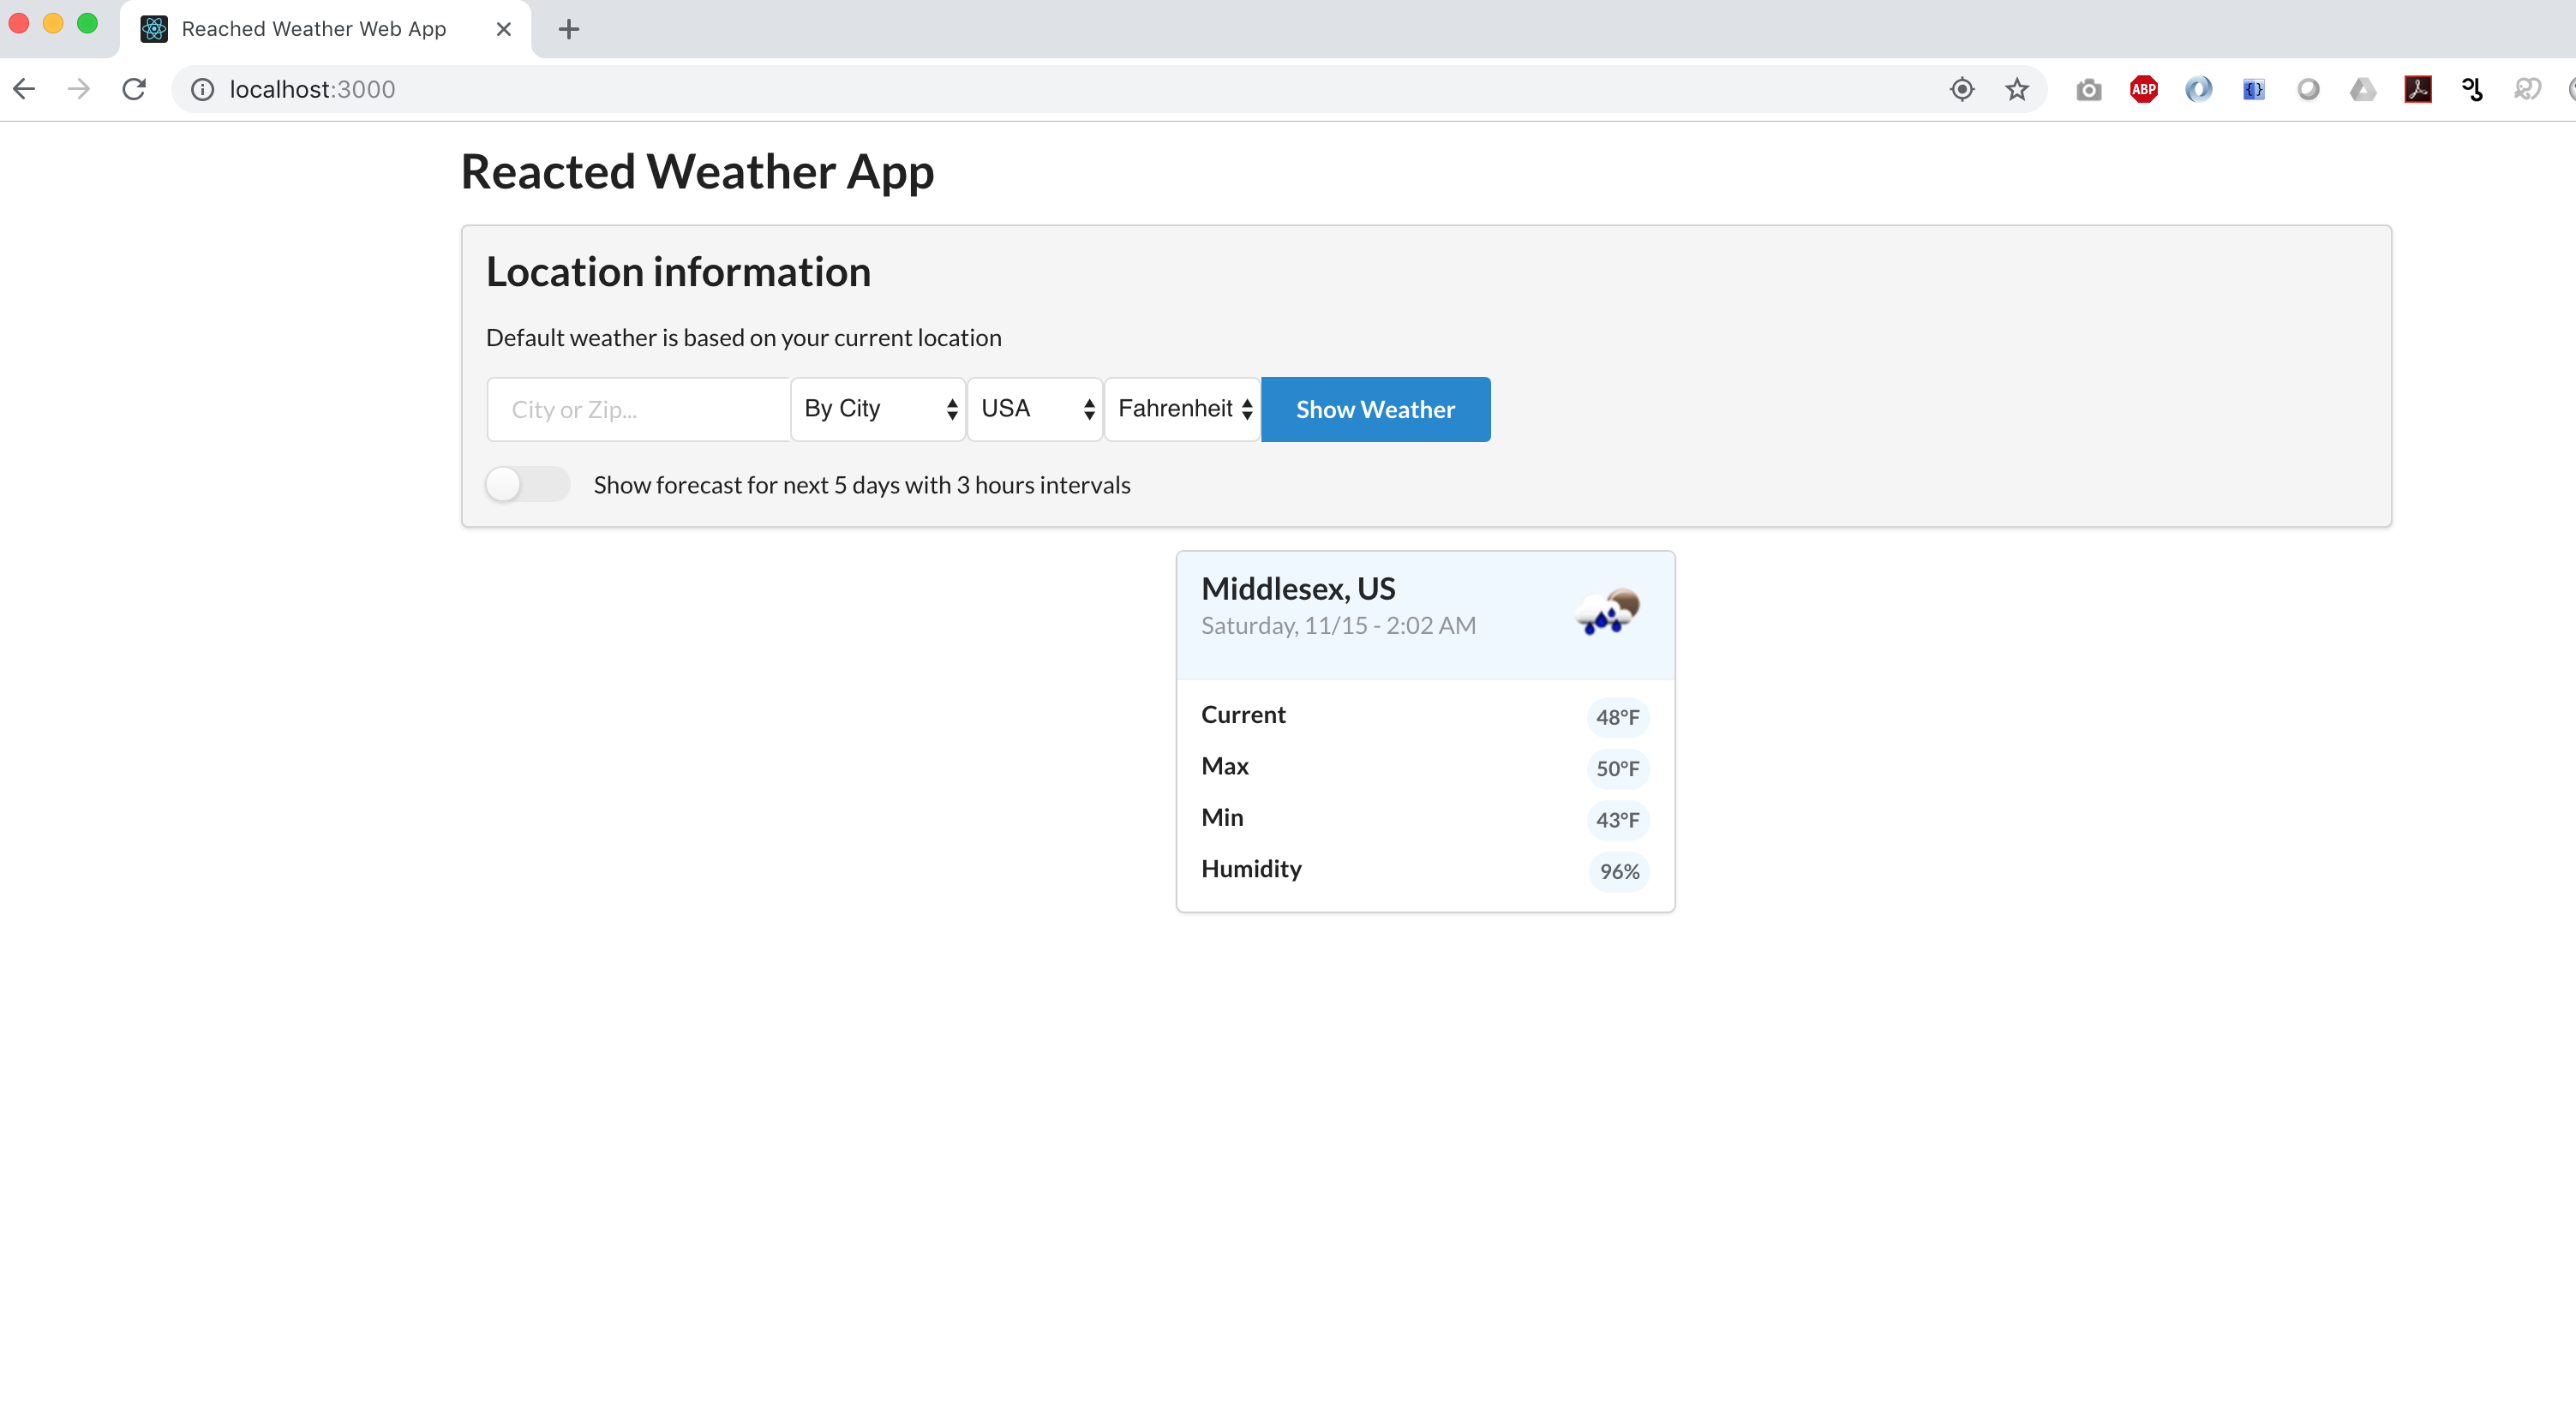 Reached Weather Web App
localhost:3000
ABP
{}
Reacted Weather App
Location information
Default weather is based on your current location
City or Zip... By City USA Fahrenheit Show Weather
Show forecast for next 5 days with 3 hours intervals
Middlesex, US
Saturday, 11/15 - 2:02 AM
Current 48°F
Max 50°F
Min 43°F
Humidity 96%